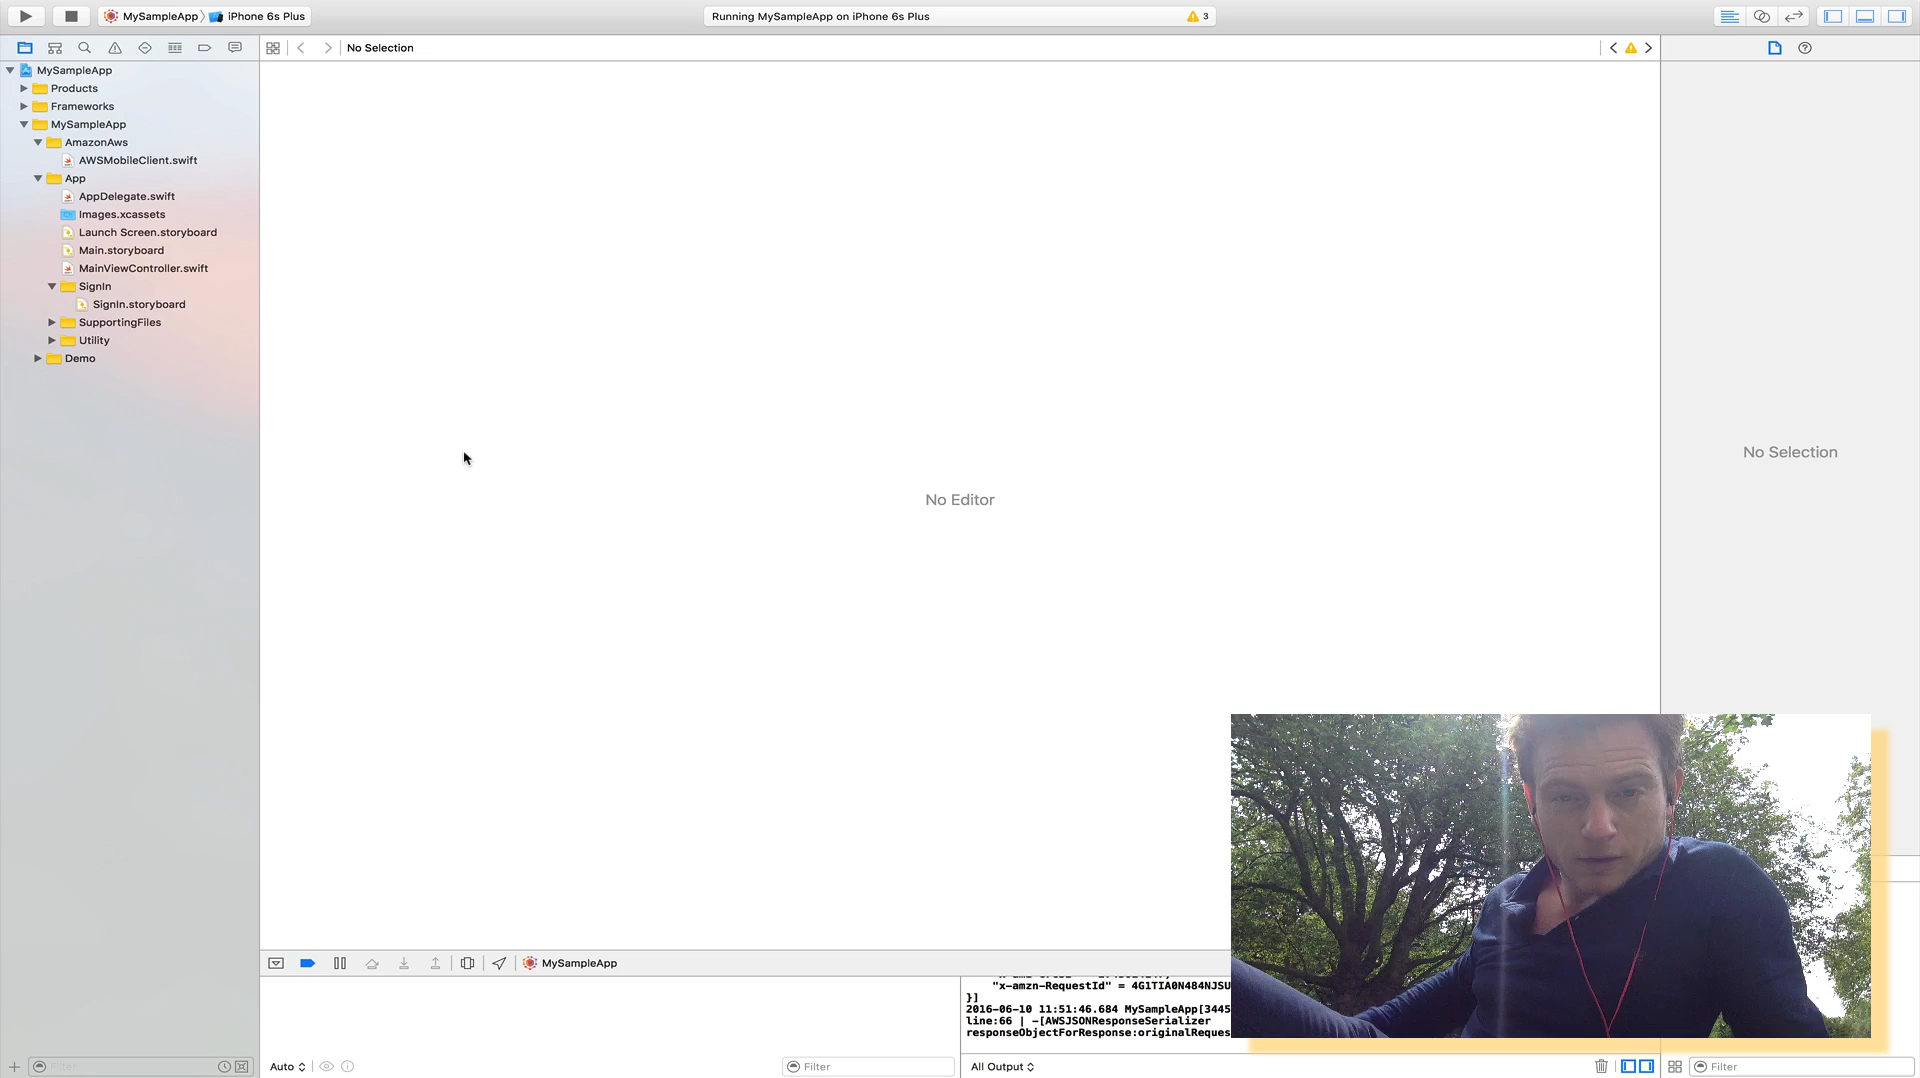 MySampleApp iPhone 6s Plus
Running MySampleApp on iPhone 6s Plus
3
No Selection
MySampleApp
Products
Frameworks
MySampleApp
AmazonAws
AWSMobileClient.swift
App
AppDelegate.swift
Images.xcassets
Launch Screen.storyboard
Main.storyboard
MainViewController.swift
SignIn
SignIn.storyboard
SupportingFiles
Utility
Demo
No Editor
No Selection
MySampleApp
"x-amzn-RequestId" = 4G1TIA0N484NJSU
}]
2016-06-10 11:51:46.684 MySampleApp[3445
line:66 | -[AWSJSONResponseSerializer
responseObjectForResponse:originalReques
Filter
Auto
Filter
All Output
Filter